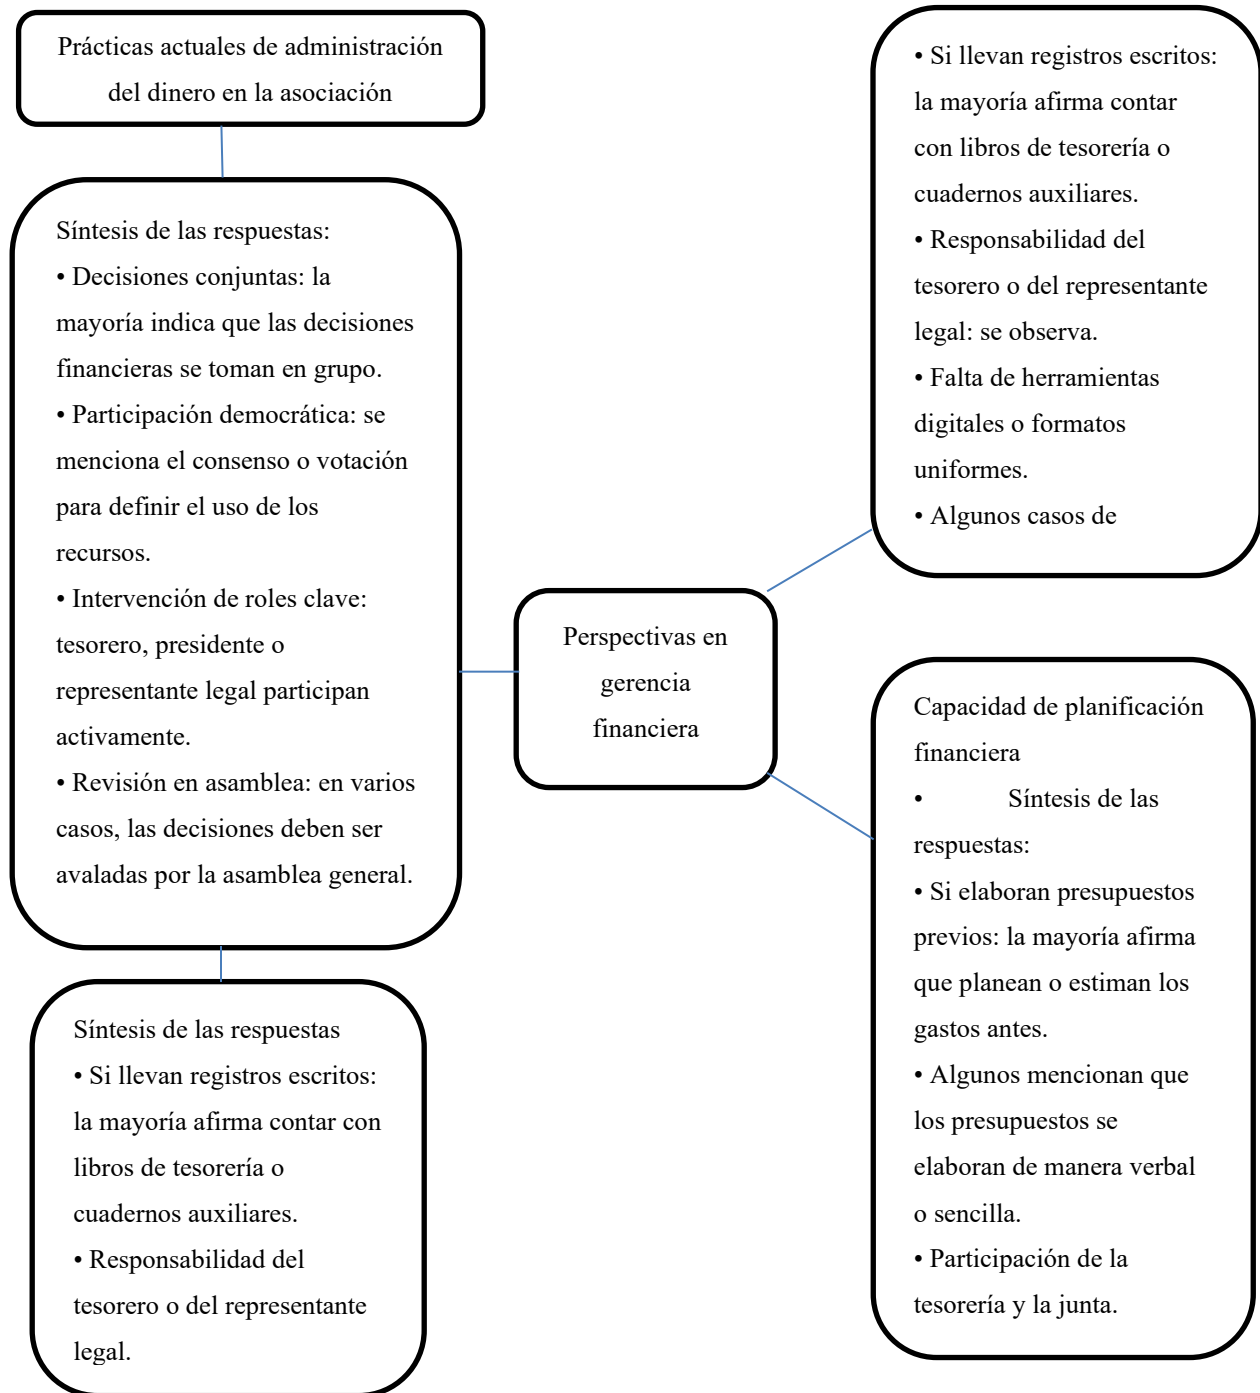 Prácticas actuales de administración
del dinero en la asociación
Síntesis de las respuestas:
• Decisiones conjuntas: la
mayoría indica que las decisiones
financieras se toman en grupo.
• Participación democrática: se
menciona el consenso o votación
para definir el uso de los
recursos.
• Intervención de roles clave:
tesorero, presidente o
representante legal participan
activamente.
• Revisión en asamblea: en varios
casos, las decisiones deben ser
avaladas por la asamblea general.
Síntesis de las respuestas
• Si llevan registros escritos:
la mayoría afirma contar con
libros de tesorería o
cuadernos auxiliares.
• Responsabilidad del
tesorero o del representante
legal.
Perspectivas en
gerencia
financiera
• Si llevan registros escritos:
la mayoría afirma contar
con libros de tesorería o
cuadernos auxiliares.
• Responsabilidad del
tesorero o del representante
legal: se observa.
• Falta de herramientas
digitales o formatos
uniformes.
• Algunos casos de
Capacidad de planificación
financiera
• Síntesis de las
respuestas:
• Si elaboran presupuestos
previos: la mayoría afirma
que planean o estiman los
gastos antes.
• Algunos mencionan que
los presupuestos se
elaboran de manera verbal
o sencilla.
• Participación de la
tesorería y la junta.